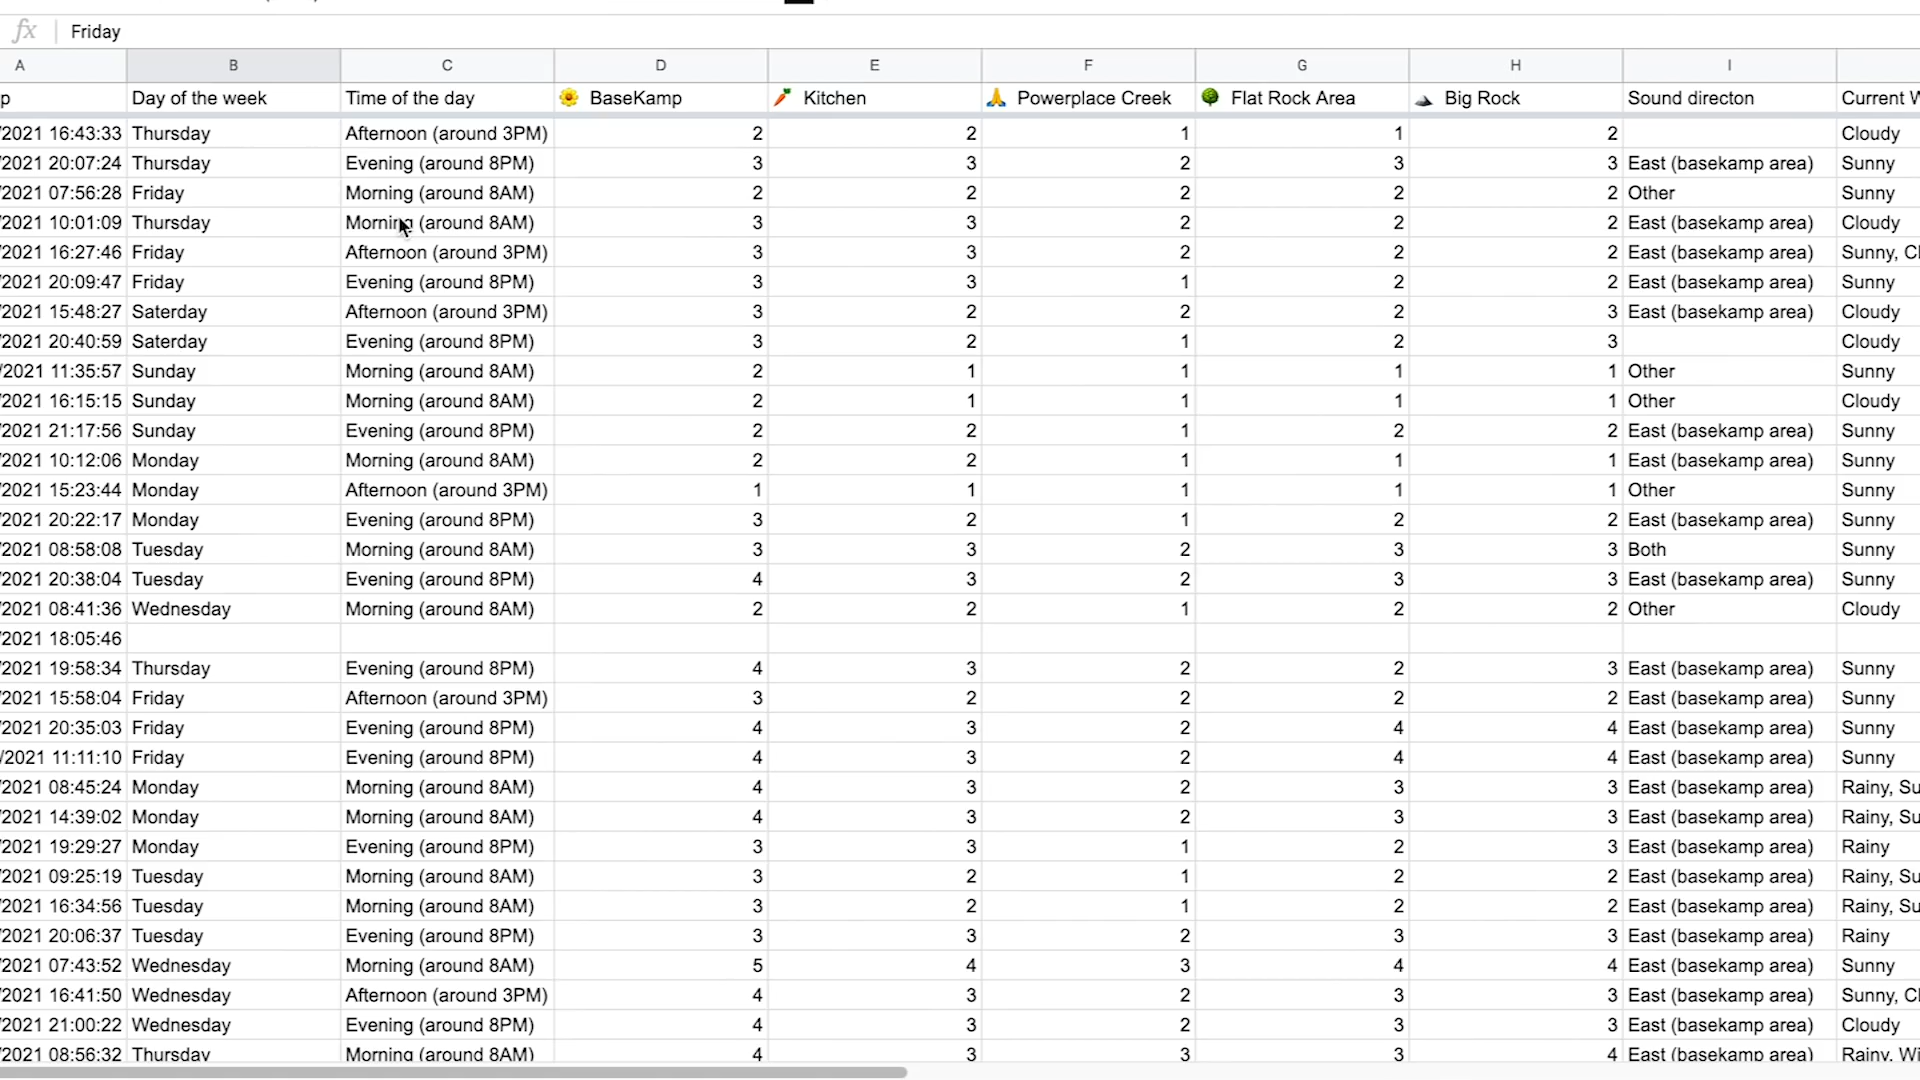 fx Friday
A B C D E F G H I
p Day of the week Time of the day BaseKamp Kitchen Powerplace Creek Flat Rock Area Big Rock Sound directon Current W
/2021 16:43:33 Thursday Afternoon (around 3PM) 2 2 1 1 2 Cloudy
/2021 20:07:24 Thursday Evening (around 8PM) 3 3 2 3 3 East (basekamp area) Sunny
/2021 07:56:28 Friday Morning (around 8AM) 2 2 2 2 2 Other Sunny
/2021 10:01:09 Thursday Morning (around 8AM) 3 3 2 2 2 East (basekamp area) Cloudy
/2021 16:27:46 Friday Afternoon (around 3PM) 3 3 2 2 2 East (basekamp area) Sunny, Cl
/2021 20:09:47 Friday Evening (around 8PM) 3 3 1 2 2 East (basekamp area) Sunny
/2021 15:48:27 Saterday Afternoon (around 3PM) 3 2 2 2 3 East (basekamp area) Cloudy
/2021 20:40:59 Saterday Evening (around 8PM) 3 2 1 2 3 Cloudy
/2021 11:35:57 Sunday Morning (around 8AM) 2 1 1 1 1 Other Sunny
/2021 16:15:15 Sunday Morning (around 8AM) 2 1 1 1 1 Other Cloudy
/2021 21:17:56 Sunday Evening (around 8PM) 2 2 1 2 2 East (basekamp area) Sunny
/2021 10:12:06 Monday Morning (around 8AM) 2 2 1 1 1 East (basekamp area) Sunny
/2021 15:23:44 Monday Afternoon (around 3PM) 1 1 1 1 1 Other Sunny
/2021 20:22:17 Monday Evening (around 8PM) 3 2 1 2 2 East (basekamp area) Sunny
/2021 08:58:08 Tuesday Morning (around 8AM) 3 3 2 3 3 Both Sunny
/2021 20:38:04 Tuesday Evening (around 8PM) 4 3 2 3 3 East (basekamp area) Sunny
/2021 08:41:36 Wednesday Morning (around 8AM) 2 2 1 2 2 Other Cloudy
/2021 18:05:46
/2021 19:58:34 Thursday Evening (around 8PM) 4 3 2 2 3 East (basekamp area) Sunny
/2021 15:58:04 Friday Afternoon (around 3PM) 3 2 2 2 2 East (basekamp area) Sunny
/2021 20:35:03 Friday Evening (around 8PM) 4 3 2 4 4 East (basekamp area) Sunny
/2021 11:11:10 Friday Evening (around 8PM) 4 3 2 4 4 East (basekamp area) Sunny
/2021 08:45:24 Monday Morning (around 8AM) 4 3 2 3 3 East (basekamp area) Rainy, Su
/2021 14:39:02 Monday Morning (around 8AM) 4 3 2 3 3 East (basekamp area) Rainy, Su
/2021 19:29:27 Monday Evening (around 8PM) 3 3 1 2 3 East (basekamp area) Rainy
/2021 09:25:19 Tuesday Morning (around 8AM) 3 2 1 2 2 East (basekamp area) Rainy, Su
/2021 16:34:56 Tuesday Morning (around 8AM) 3 2 1 2 2 East (basekamp area) Rainy, Su
/2021 20:06:37 Tuesday Evening (around 8PM) 3 3 2 3 3 East (basekamp area) Rainy
/2021 07:43:52 Wednesday Morning (around 8AM) 5 4 3 4 4 East (basekamp area) Sunny
/2021 16:41:50 Wednesday Afternoon (around 3PM) 4 3 2 3 3 East (basekamp area) Sunny, Cl
/2021 21:00:22 Wednesday Evening (around 8PM) 4 3 2 3 3 East (basekamp area) Cloudy
/2021 08:56:32 Thursday Morning (around 8AM) 4 3 3 3 4 East (basekamp area) Rainy, Wi